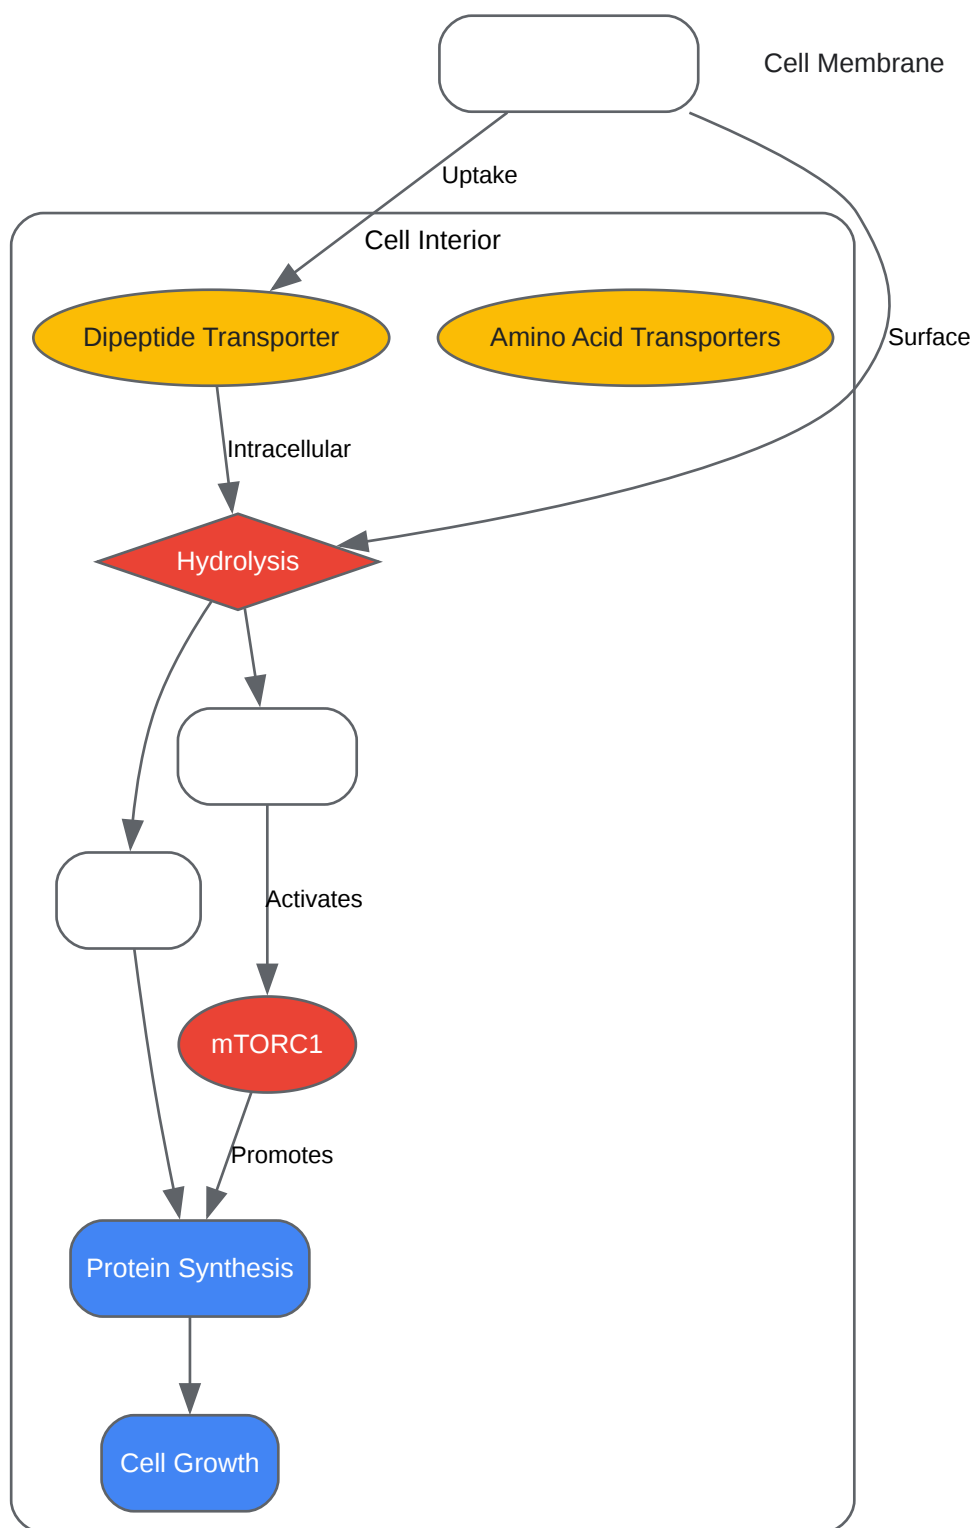 Cell Membrane
Uptake
Cell Interior
Dipeptide Transporter
Amino Acid Transporters
Surface
Intracellular
Hydrolysis
Activates
mTORC1
Promotes
Protein Synthesis
Cell Growth